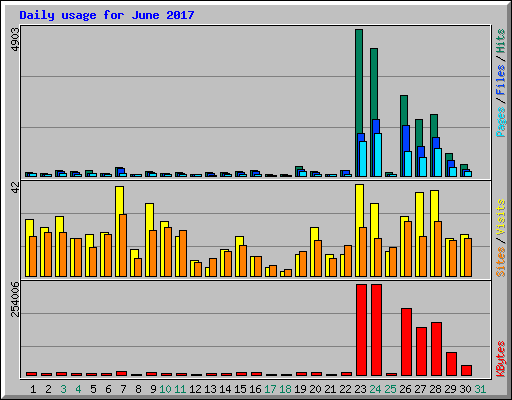 Daily usage for June 2017
4903
Pages / Files / Hits
42
Sites / Visits
254006
KBytes
1 2 3 4 5 6 7 8 9 10 11 12 13 14 15 16 17 18 19 20 21 22 23 24 25 26 27 28 29 30 31